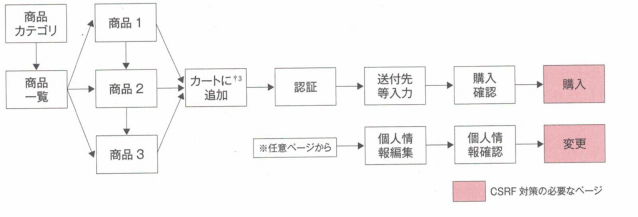 商品
カテゴリ
商品
一覧
商品 1
商品 2
商品 3
カートに*3
追加
認証
送付先
等入力
購入
確認
購入
※任意ページから
個人情
報編集
個人情
報確認
変更
CSRF 対策の必要なページ